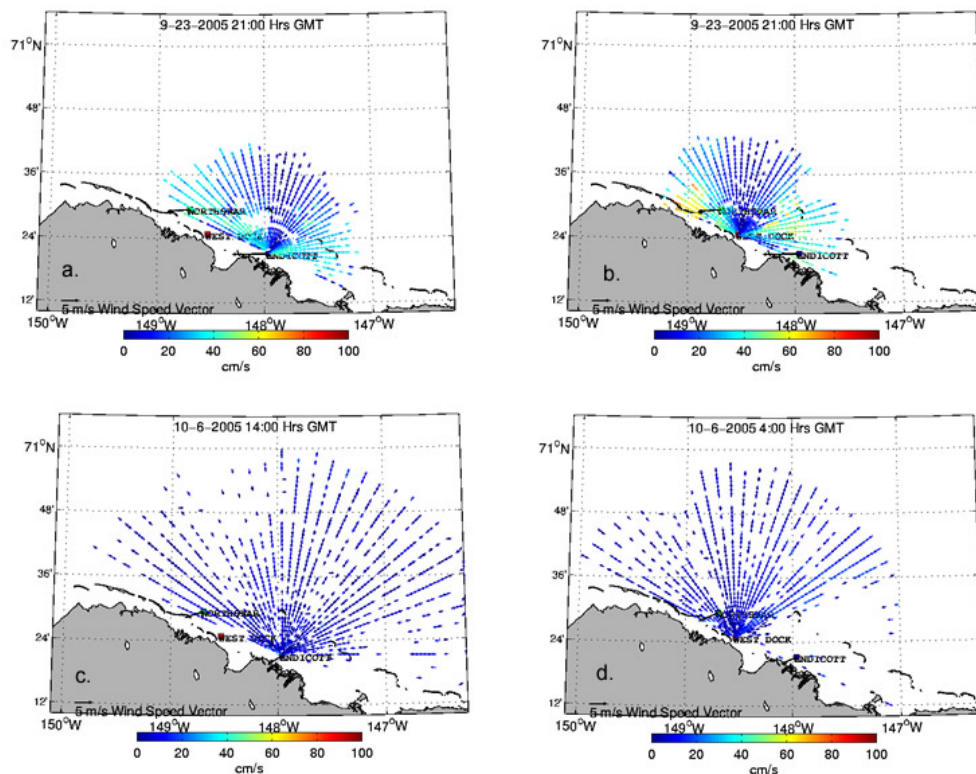 9-23-2005 21:00 Hrs GMT
71°N
48'
36'
24'
12'
NORTHSTAR
WEST DOCK
ENDICOTT
a.
5 m/s Wind Speed Vector
150°W 149°W 148°W 147°W
0 20 40 60 80 100
cm/s
9-23-2005 21:00 Hrs GMT
71°N
48'
36'
24'
12'
NORTHSTAR
WEST DOCK
ENDICOTT
b.
5 m/s Wind Speed Vector
150°W 149°W 148°W 147°W
0 20 40 60 80 100
cm/s
10-6-2005 14:00 Hrs GMT
71°N
48'
36'
24'
12'
NORTHSTAR
WEST DOCK
ENDICOTT
c.
5 m/s Wind Speed Vector
150°W 149°W 148°W 147°W
0 20 40 60 80 100
cm/s
10-6-2005 4:00 Hrs GMT
71°N
48'
36'
24'
12'
NORTHSTAR
WEST DOCK
ENDICOTT
d.
5 m/s Wind Speed Vector
150°W 149°W 148°W 147°W
0 20 40 60 80 100
cm/s